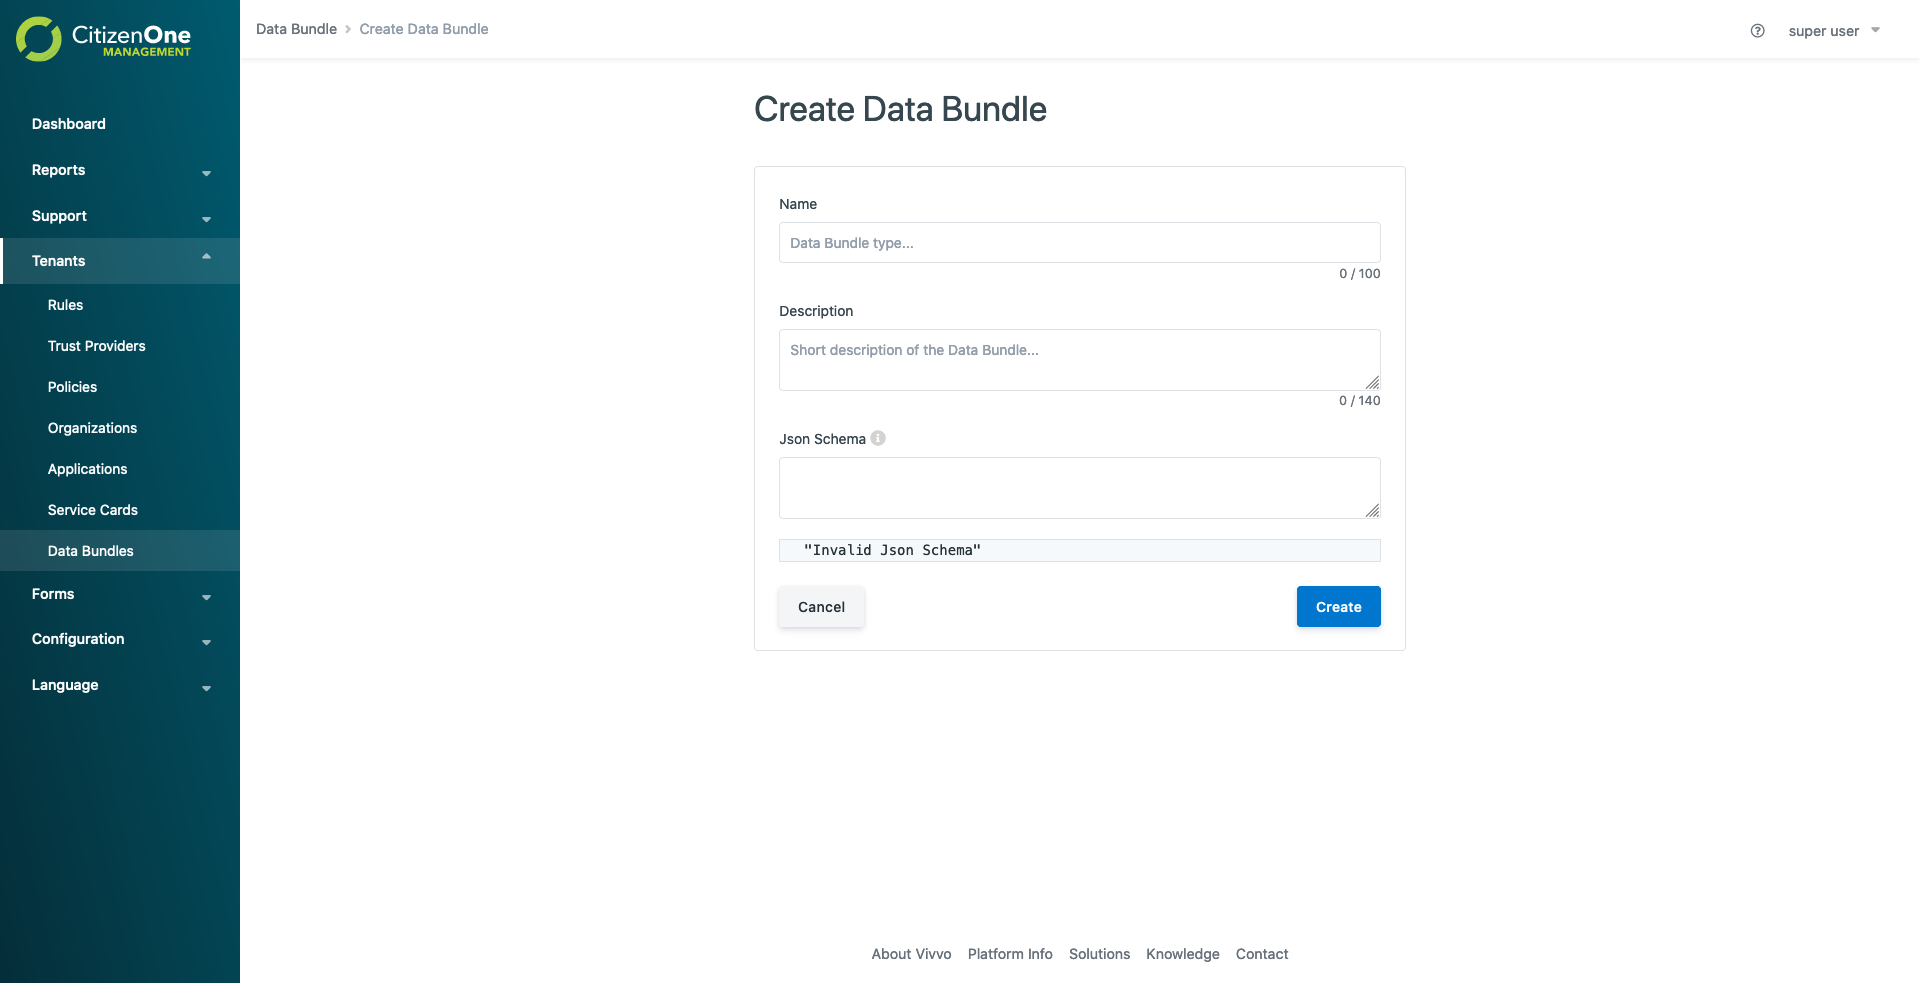 CitizenOne
MANAGEMENT
Data Bundle > Create Data Bundle
super user
Dashboard
Reports
Support
Tenants
Rules
Trust Providers
Policies
Organizations
Applications
Service Cards
Data Bundles
Forms
Configuration
Language
Create Data Bundle
Name
Data Bundle type...
0 / 100
Description
Short description of the Data Bundle...
0 / 140
Json Schema
"Invalid Json Schema"
Cancel
Create
About Vivvo Platform Info Solutions Knowledge Contact